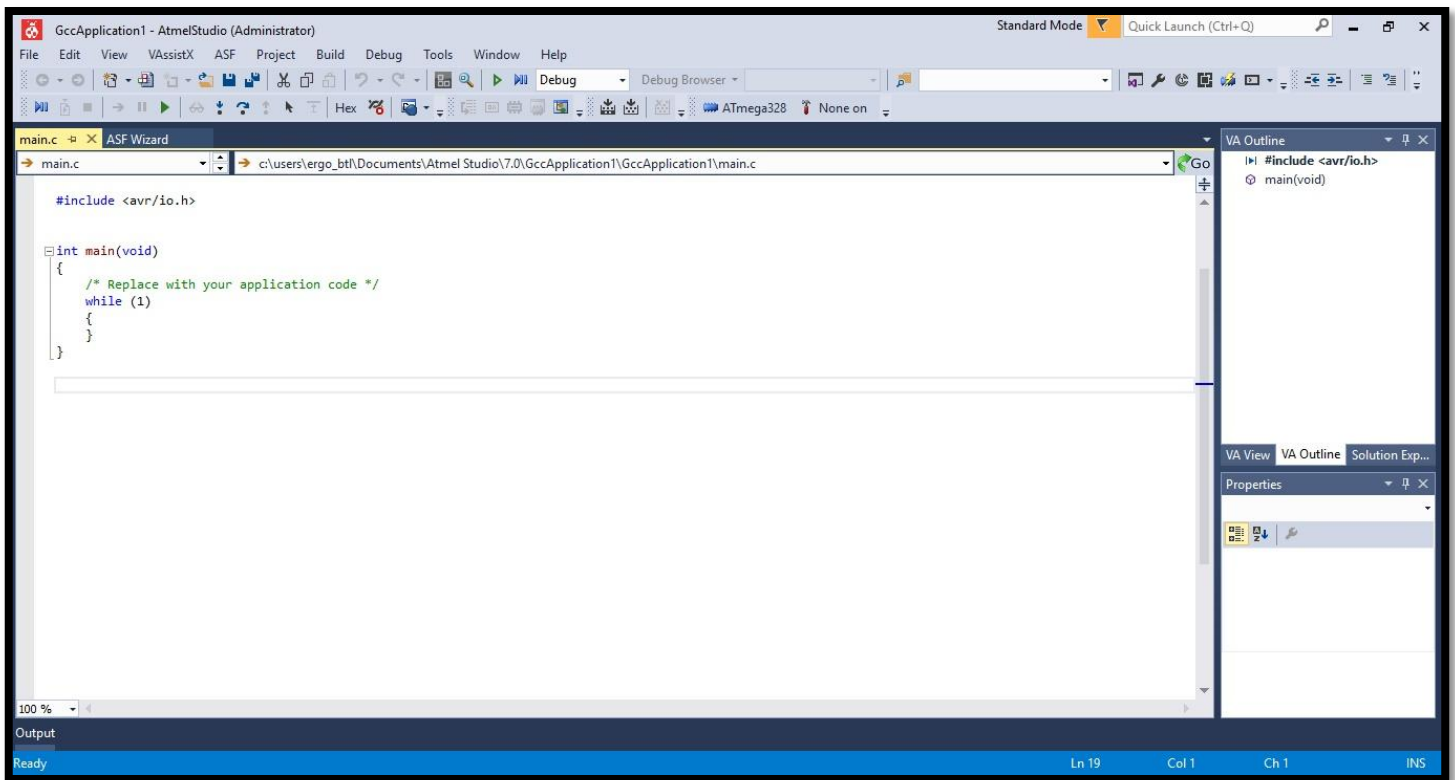 GccApplication1 - AtmelStudio (Administrator)
Standard Mode
Quick Launch (Ctrl+Q)
File Edit View VAssistX ASF Project Build Debug Tools Window Help
Debug Debug Browser
Hex ATmega328 None on
main.c ASF Wizard
main.c c:\users\ergo_btl\Documents\Atmel Studio\7.0\GccApplication1\GccApplication1\main.c Go
#include <avr/io.h>
int main(void)
{
/* Replace with your application code */
while (1)
{
}
}
100 %
VA Outline
#include <avr/io.h>
main(void)
VA View VA Outline Solution Exp...
Properties
Output
Ready Ln 19 Col 1 Ch 1 INS